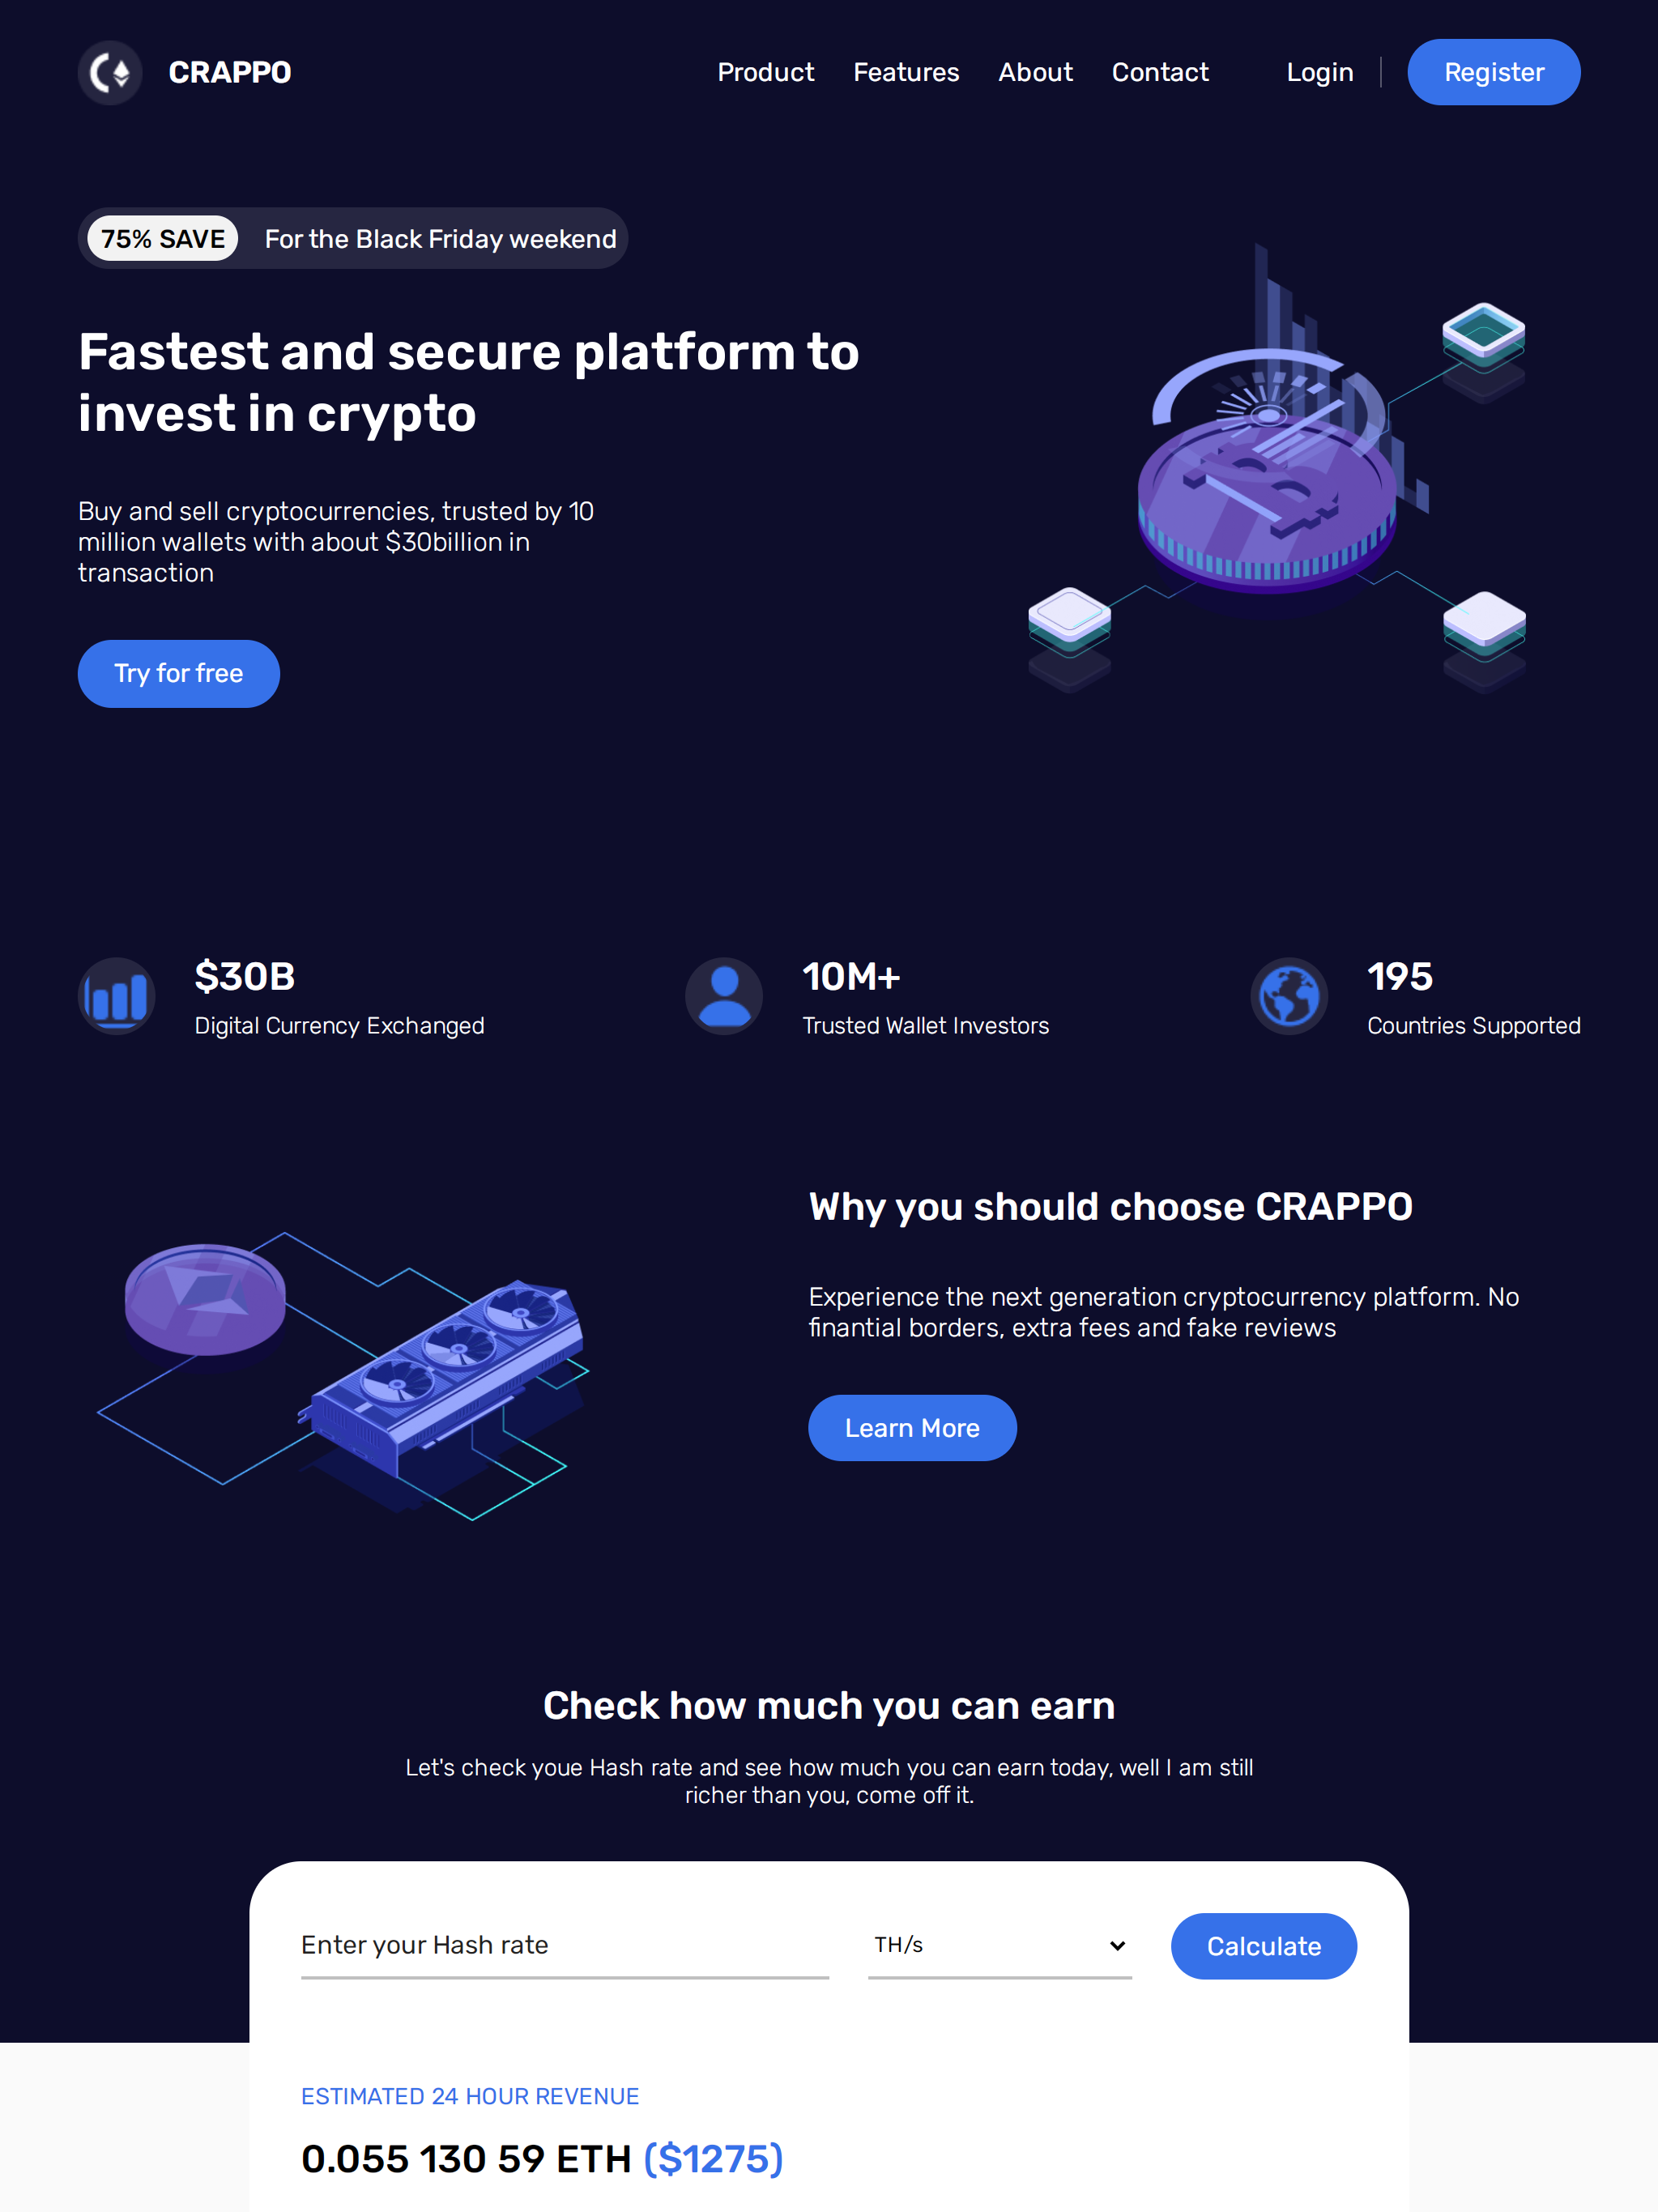 CRAPPO
Product Features About Contact Login Register
75% SAVE For the Black Friday weekend
Fastest and secure platform to
invest in crypto
Buy and sell cryptocurrencies, trusted by 10
million wallets with about $30billion in
transaction
Try for free
$30B
Digital Currency Exchanged
10M+
Trusted Wallet Investors
195
Countries Supported
Why you should choose CRAPPO
Experience the next generation cryptocurrency platform. No
finantial borders, extra fees and fake reviews
Learn More
Check how much you can earn
Let's check youe Hash rate and see how much you can earn today, well I am still
richer than you, come off it.
Enter your Hash rate
TH/s
Calculate
ESTIMATED 24 HOUR REVENUE
0.055 130 59 ETH ($1275)